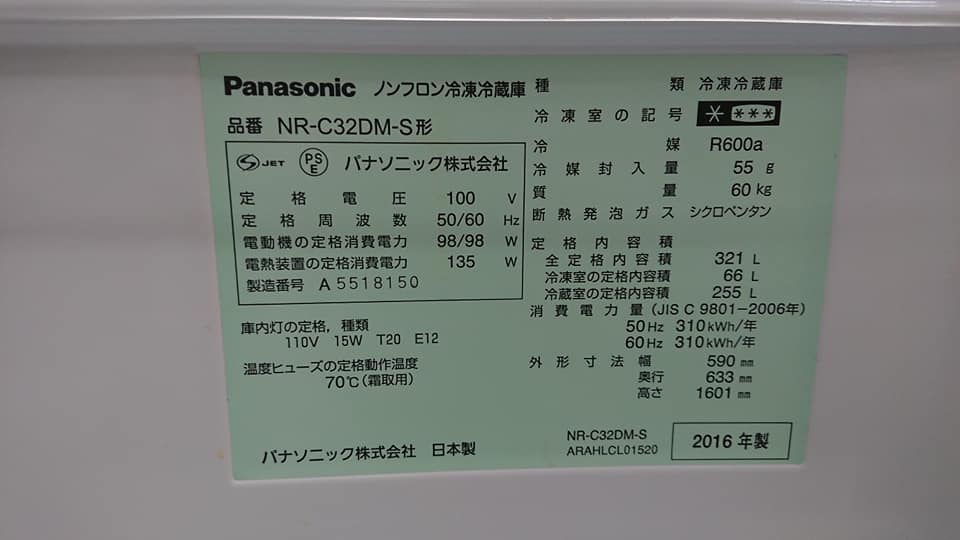 Panasonic ノンフロン冷凍冷蔵庫
品番 NR-C32DM-S形
JET PSE パナソニック株式会社
定格電圧 100 V
定格周波数 50/60 Hz
電動機の定格消費電力 98/98 W
電熱装置の定格消費電力 135 W
製造番号 A 5518150
庫内灯の定格，種類
110V 15W T20 E12
温度ヒューズの定格動作温度
70℃(霜取用)
パナソニック株式会社 日本製
種類 冷凍冷蔵庫
冷凍室の記号 * ***
冷媒 R600a
冷媒封入量 55 g
質量 60 kg
断熱発泡ガス シクロペンタン
定格内容積
全定格内容積 321 L
冷凍室の定格内容積 66 L
冷蔵室の定格内容積 255 L
消費電力量(JIS C 9801-2006年)
50Hz 310kWh/年
60Hz 310kWh/年
外形寸法 幅 590 mm
奥行 633 mm
高さ 1601 mm
NR-C32DM-S
ARAHLCL01520
2016年製